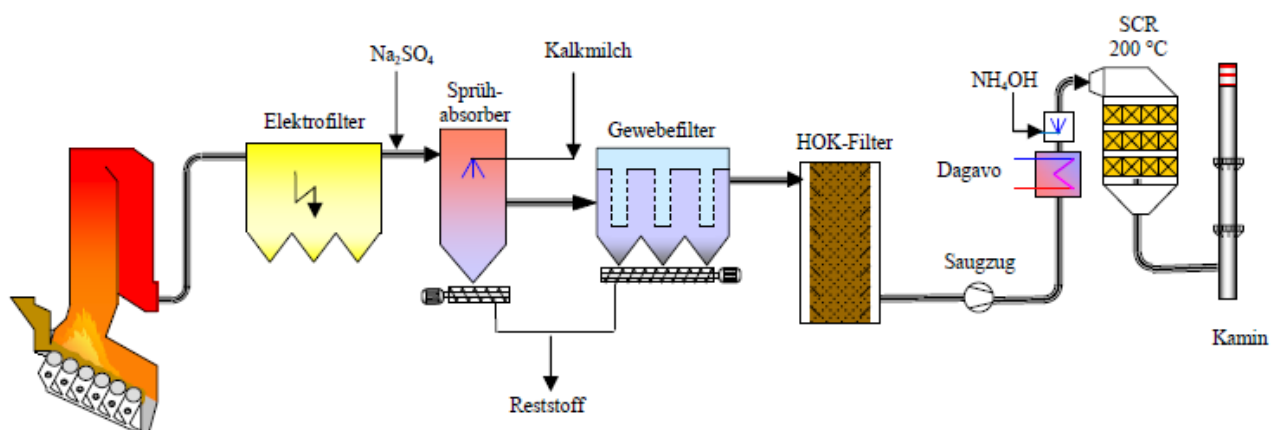 SCR
200 °C
Na₂SO₄
Kalkmilch
NH₄OH
Sprüh-
absorber
Elektrofilter
Gewebefilter
HOK-Filter
Dagavo
Saugzug
Kamin
Reststoff